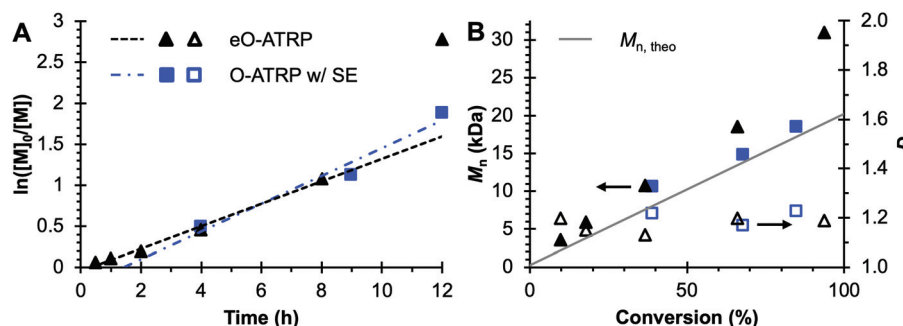 A
3
2.5
2
1.5
1
0.5
0
ln([M]₀/[M])
eO-ATRP
O-ATRP w/ SE
0 2 4 6 8 10 12
Time (h)
B
30
25
20
15
10
5
0
Mn (kDa)
Mn, theo
2.0
1.8
1.6
1.4
1.2
1.0
0 50 100
Conversion (%)